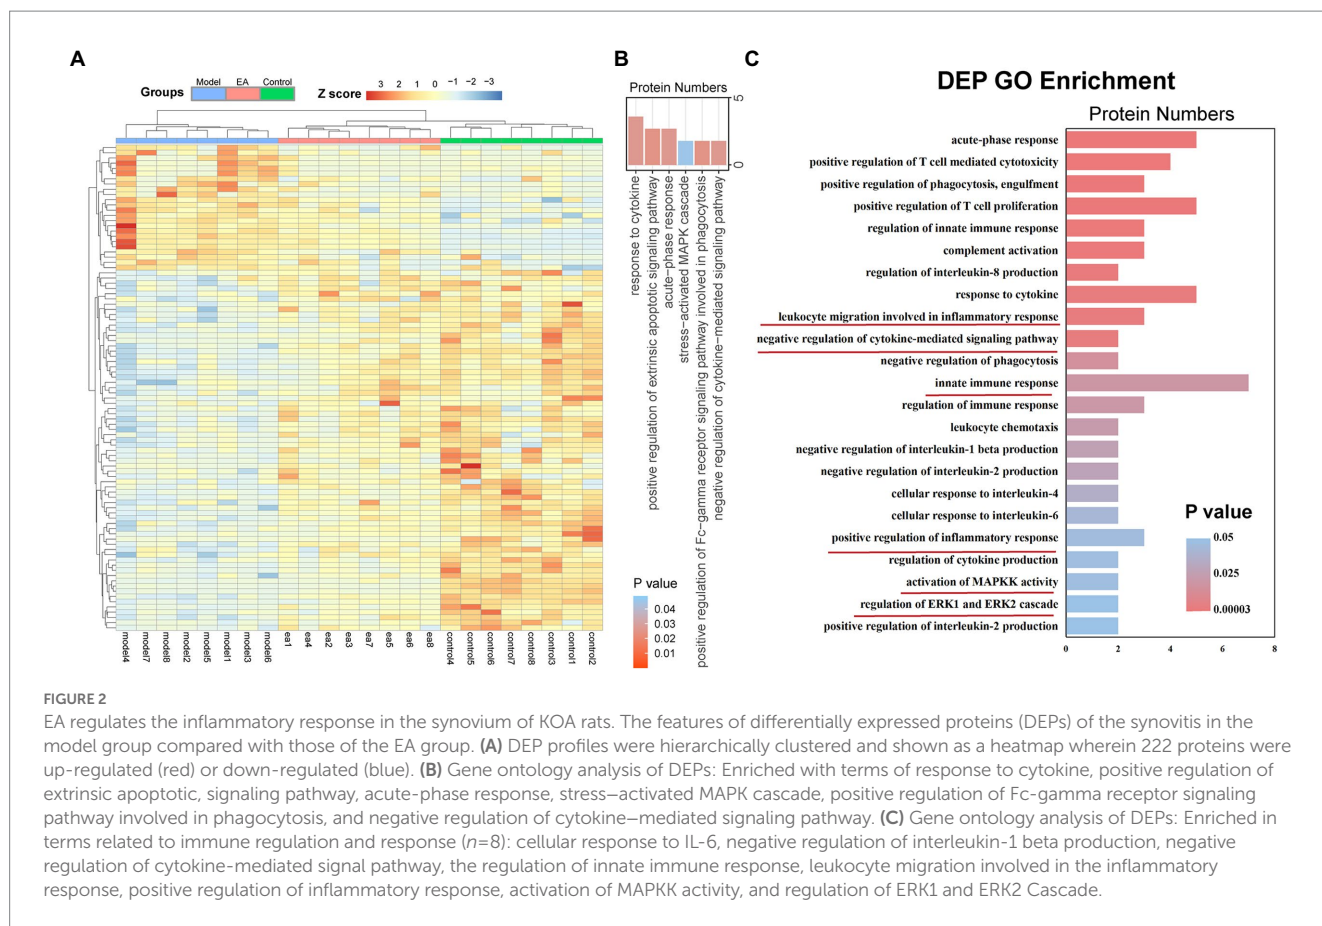 A
Groups
Model EA Control
Z score
3 2 1 0 −1 −2 −3
model4
model7
model8
model2
model5
model1
model3
model6
ea1
ea4
ea2
ea3
ea7
ea5
ea6
ea8
control4
control5
control6
control7
control8
control3
control1
control2
B
Protein Numbers
5
0
response to cytokine
positive regulation of extrinsic apoptotic signaling pathway
acute−phase response
stress−activated MAPK cascade
positive regulation of Fc−gamma receptor signaling pathway involved in phagocytosis
negative regulation of cytokine−mediated signaling pathway
P value
0.04
0.03
0.02
0.01
C
DEP GO Enrichment
Protein Numbers
acute-phase response
positive regulation of T cell mediated cytotoxicity
positive regulation of phagocytosis, engulfment
positive regulation of T cell proliferation
regulation of innate immune response
complement activation
regulation of interleukin-8 production
response to cytokine
leukocyte migration involved in inflammatory response
negative regulation of cytokine-mediated signaling pathway
negative regulation of phagocytosis
innate immune response
regulation of immune response
leukocyte chemotaxis
negative regulation of interleukin-1 beta production
negative regulation of interleukin-2 production
cellular response to interleukin-4
cellular response to interleukin-6
positive regulation of inflammatory response
regulation of cytokine production
activation of MAPKK activity
regulation of ERK1 and ERK2 cascade
positive regulation of interleukin-2 production
P value
0.05
0.025
0.00003
0 2 4 6 8
FIGURE 2
EA regulates the inflammatory response in the synovium of KOA rats. The features of differentially expressed proteins (DEPs) of the synovitis in the
model group compared with those of the EA group. (A) DEP profiles were hierarchically clustered and shown as a heatmap wherein 222 proteins were
up-regulated (red) or down-regulated (blue). (B) Gene ontology analysis of DEPs: Enriched with terms of response to cytokine, positive regulation of
extrinsic apoptotic, signaling pathway, acute-phase response, stress−activated MAPK cascade, positive regulation of Fc-gamma receptor signaling
pathway involved in phagocytosis, and negative regulation of cytokine−mediated signaling pathway. (C) Gene ontology analysis of DEPs: Enriched in
terms related to immune regulation and response (n=8): cellular response to IL-6, negative regulation of interleukin-1 beta production, negative
regulation of cytokine-mediated signal pathway, the regulation of innate immune response, leukocyte migration involved in the inflammatory
response, positive regulation of inflammatory response, activation of MAPKK activity, and regulation of ERK1 and ERK2 Cascade.